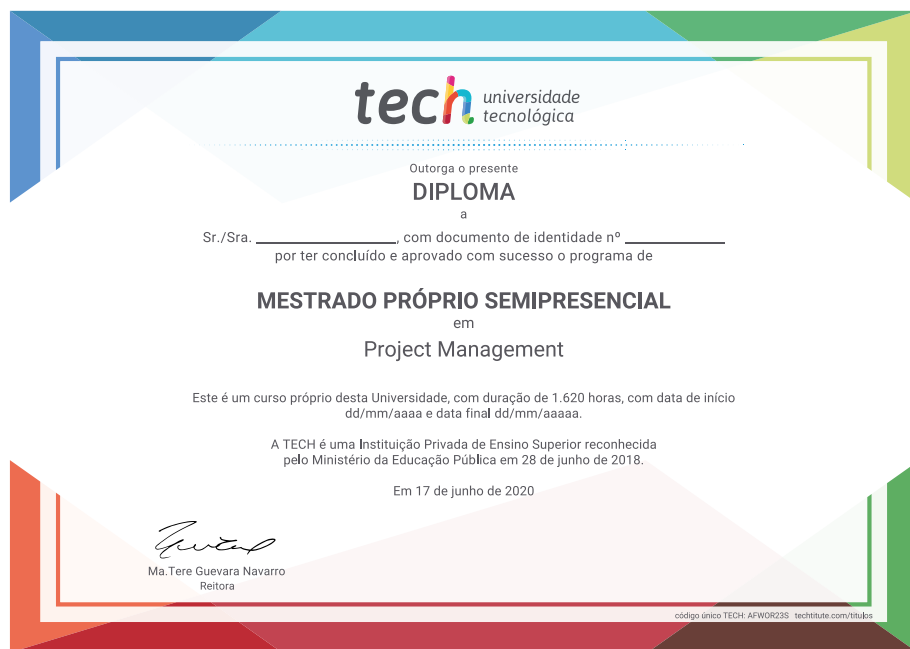 tech universidade
tecnológica
Outorga o presente
DIPLOMA
a
Sr./Sra. ________________, com documento de identidade nº ____________
por ter concluído e aprovado com sucesso o programa de
MESTRADO PRÓPRIO SEMIPRESENCIAL
em
Project Management
Este é um curso próprio desta Universidade, com duração de 1.620 horas, com data de início
dd/mm/aaaa e data final dd/mm/aaaaa.
A TECH é uma Instituição Privada de Ensino Superior reconhecida
pelo Ministério da Educação Pública em 28 de junho de 2018.
Em 17 de junho de 2020
Ma.Tere Guevara Navarro
Reitora
código único TECH: AFWOR23S techtitute.com/titulos